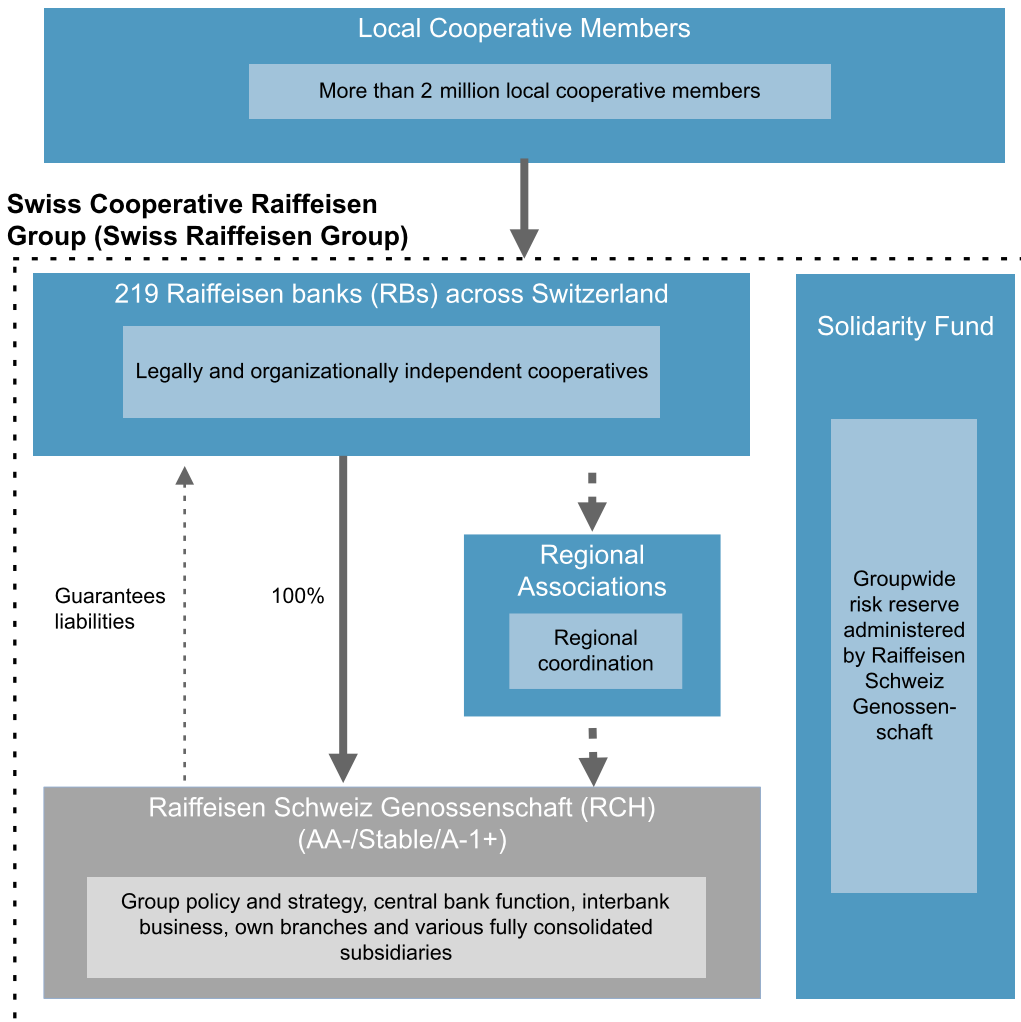 Local Cooperative Members
More than 2 million local cooperative members
Swiss Cooperative Raiffeisen
Group (Swiss Raiffeisen Group)
219 Raiffeisen banks (RBs) across Switzerland
Legally and organizationally independent cooperatives
Solidarity Fund
Groupwide
risk reserve
administered
by Raiffeisen
Schweiz
Genossen-
schaft
Guarantees
liabilities
100%
Regional
Associations
Regional
coordination
Raiffeisen Schweiz Genossenschaft (RCH)
(AA-/Stable/A-1+)
Group policy and strategy, central bank function, interbank
business, own branches and various fully consolidated
subsidiaries